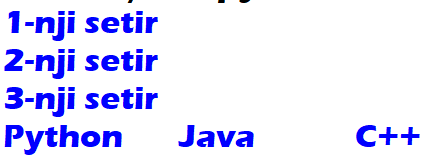 1-nji setir
2-nji setir
3-nji setir
Python Java C++